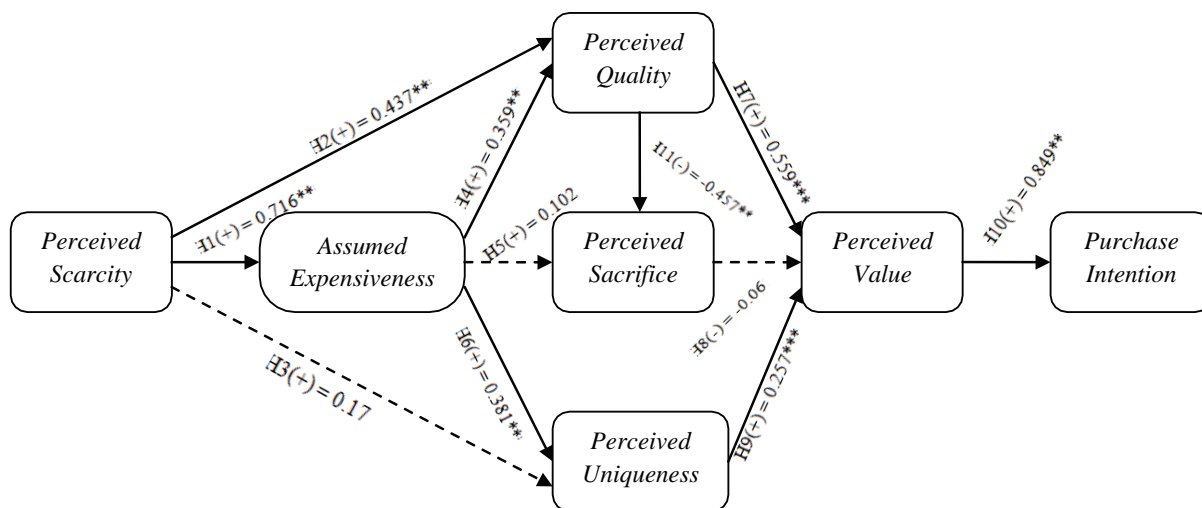 Perceived
Quality
H2(+) = 0.437**
H4(+) = 0.359**
H7(+) = 0.559***
H11(-) = -0.457**
H10(+) = 0.849**
H1(+) = 0.716**
H5(+) = 0.102
Perceived
Scarcity
Assumed
Expensiveness
Perceived
Sacrifice
Perceived
Value
Purchase
Intention
H8(-) = -0.06
H3(+) = 0.17
H6(+) = 0.381**
H9(+) = 0.257***
Perceived
Uniqueness